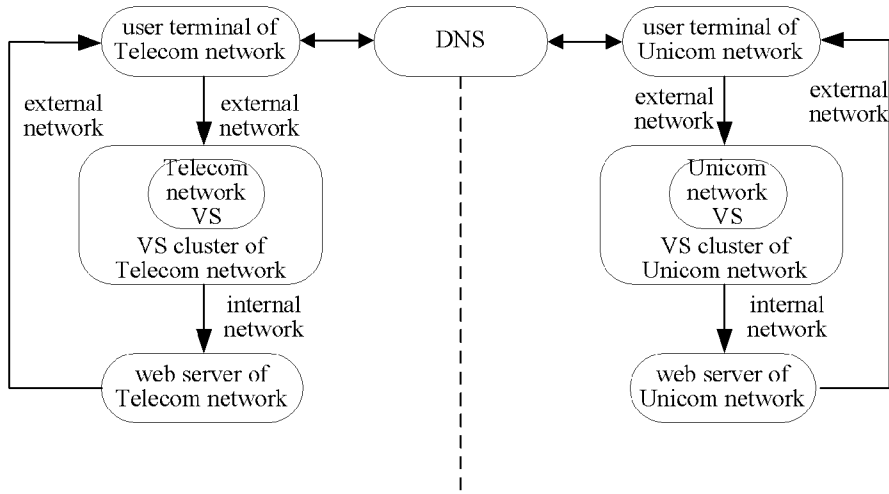 user terminal of
Telecom network
DNS
user terminal of
Unicom network
external
network
external
network
external
network
external
network
Telecom
network
VS
VS cluster of
Telecom network
Unicom
network
VS
VS cluster of
Unicom network
internal
network
internal
network
web server of
Telecom network
web server of
Unicom network